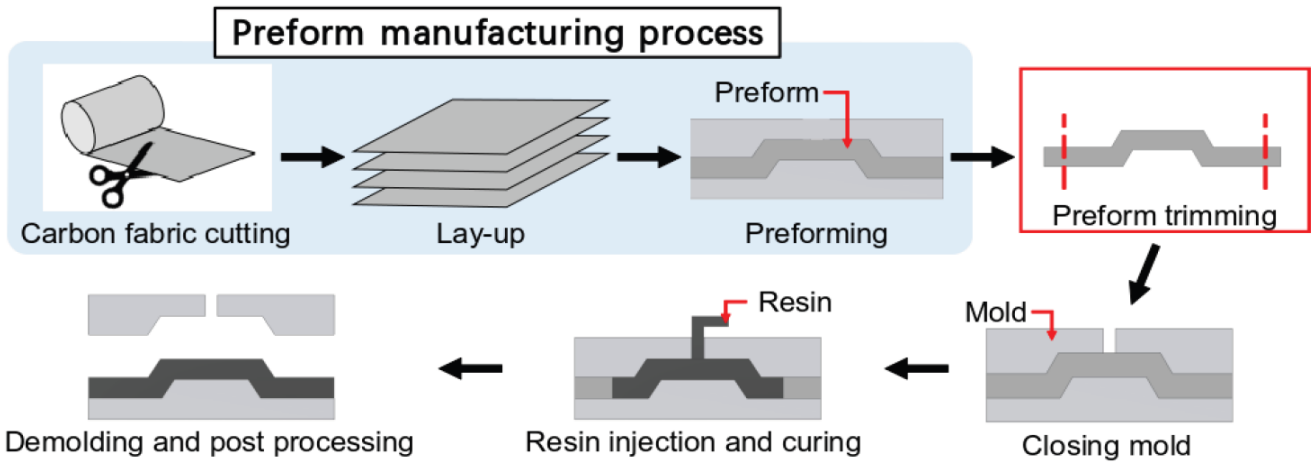 Preform manufacturing process
Preform
Carbon fabric cutting
Lay-up
Preforming
Preform trimming
Mold
Closing mold
Resin
Resin injection and curing
Demolding and post processing